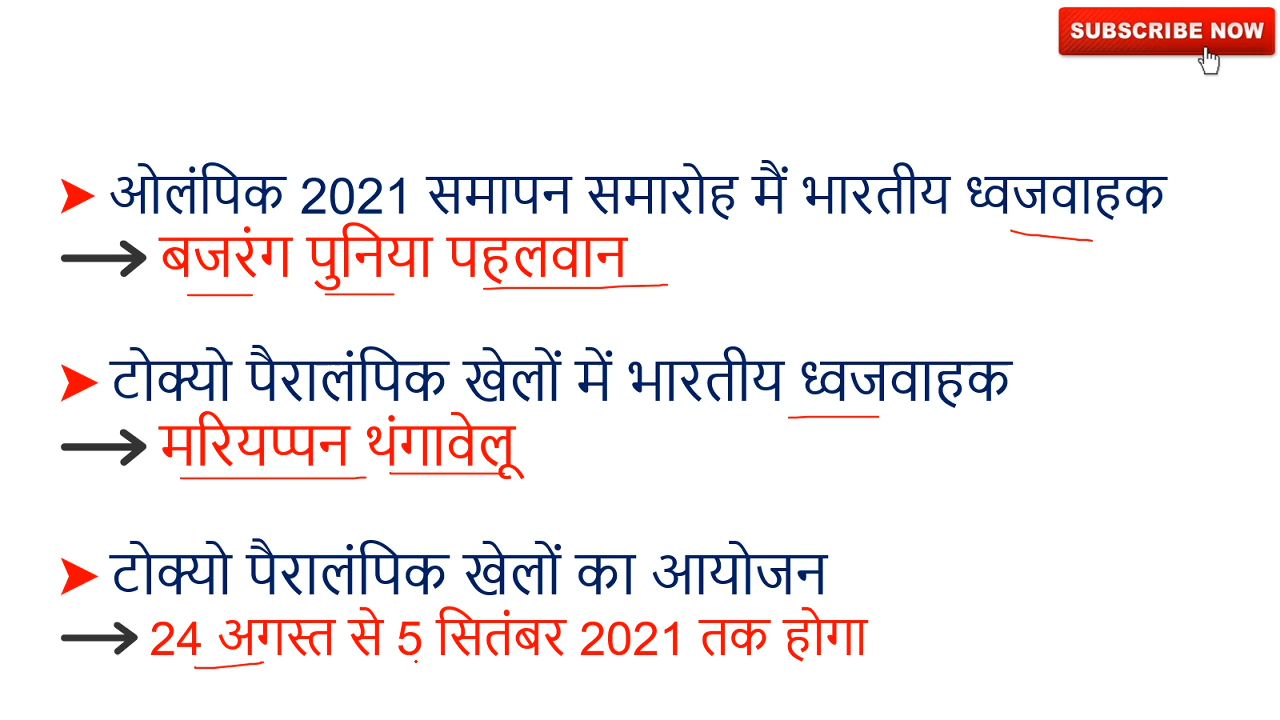 SUBSCRIBE NOW
➤ ओलंपिक 2021 समापन समारोह मैं भारतीय ध्वजवाहक
→ बजरंग पुनिया पहलवान
➤ टोक्यो पैरालंपिक खेलों में भारतीय ध्वजवाहक
→ मरियप्पन थंगावेलू
➤ टोक्यो पैरालंपिक खेलों का आयोजन
→ 24 अगस्त से 5 सितंबर 2021 तक होगा